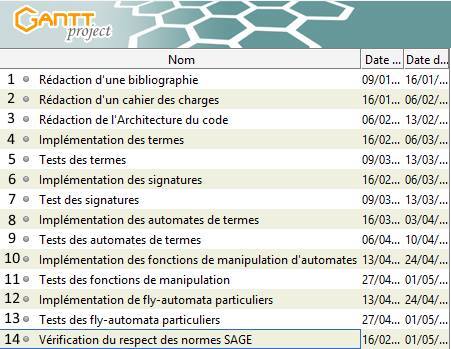 GANTT
project
Nom Date ... Date d...
1 Rédaction d'une bibliographie 09/01... 16/01/...
2 Rédaction d'un cahier des charges 16/01... 06/02/...
3 Rédaction de l'Architecture du code 06/02... 13/02/...
4 Implémentation des termes 16/02... 06/03/...
5 Tests des termes 09/03... 13/03/...
6 Implémentation des signatures 16/02... 06/03/...
7 Test des signatures 09/03... 13/03/...
8 Implémentation des automates de termes 16/03... 03/04/...
9 Tests des automates de termes 06/04... 10/04/...
10 Implémentation des fonctions de manipulation d'automates 13/04... 24/04/...
11 Tests des fonctions de manipulation 27/04... 01/05/...
12 Implémentation de fly-automata particuliers 13/04... 24/04/...
13 Tests des fly-automata particuliers 27/04... 01/05/...
14 Vérification du respect des normes SAGE 16/02... 01/05/...